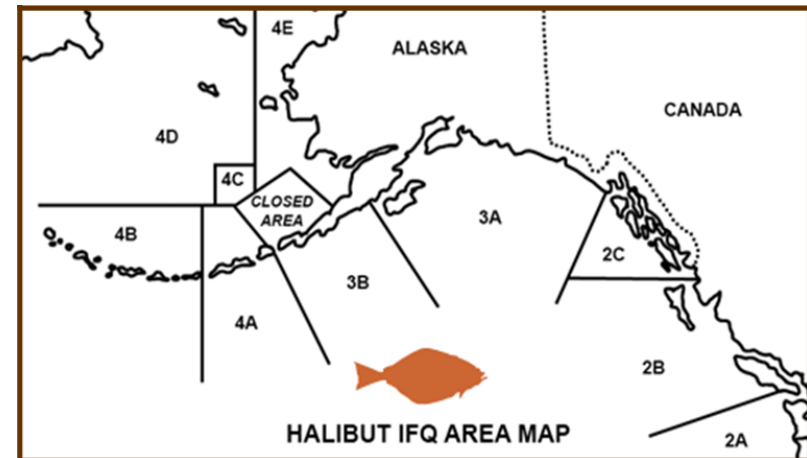 4E
ALASKA
CANADA
4D
4C
CLOSED
AREA
3A
4B
2C
3B
4A
2B
HALIBUT IFQ AREA MAP
2A